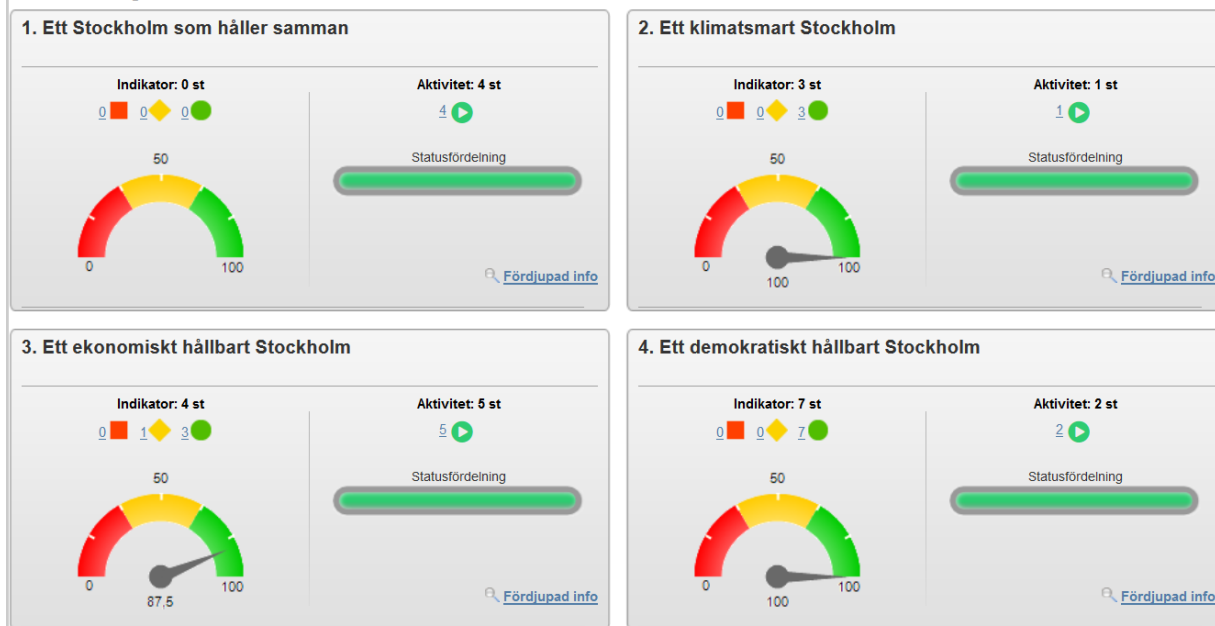 1. Ett Stockholm som håller samman
Indikator: 0 st
Aktivitet: 4 st
0 0 0
4
50
Statusfördelning
0
100
Fördjupad info
2. Ett klimatsmart Stockholm
Indikator: 3 st
Aktivitet: 1 st
0 0 3
1
50
Statusfördelning
0
100
100
Fördjupad info
3. Ett ekonomiskt hållbart Stockholm
Indikator: 4 st
Aktivitet: 5 st
0 1 3
5
50
Statusfördelning
0
100
87,5
Fördjupad info
4. Ett demokratiskt hållbart Stockholm
Indikator: 7 st
Aktivitet: 2 st
0 0 7
2
50
Statusfördelning
0
100
100
Fördjupad info